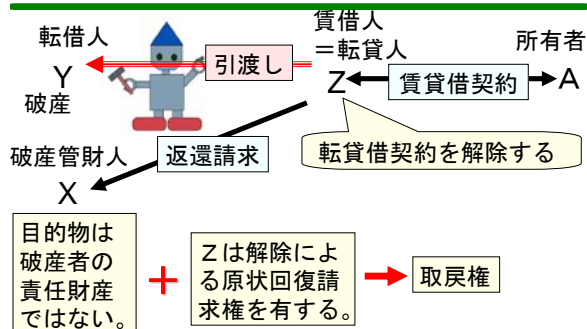 転借人
Y
破産
引渡し
賃借人
＝転貸人
Z
賃貸借契約
所有者
A
転貸借契約を解除する
返還請求
破産管財人
X
目的物は
破産者の
責任財産
ではない。
＋
Ｚは解除によ
る原状回復請
求権を有する。
取戻権